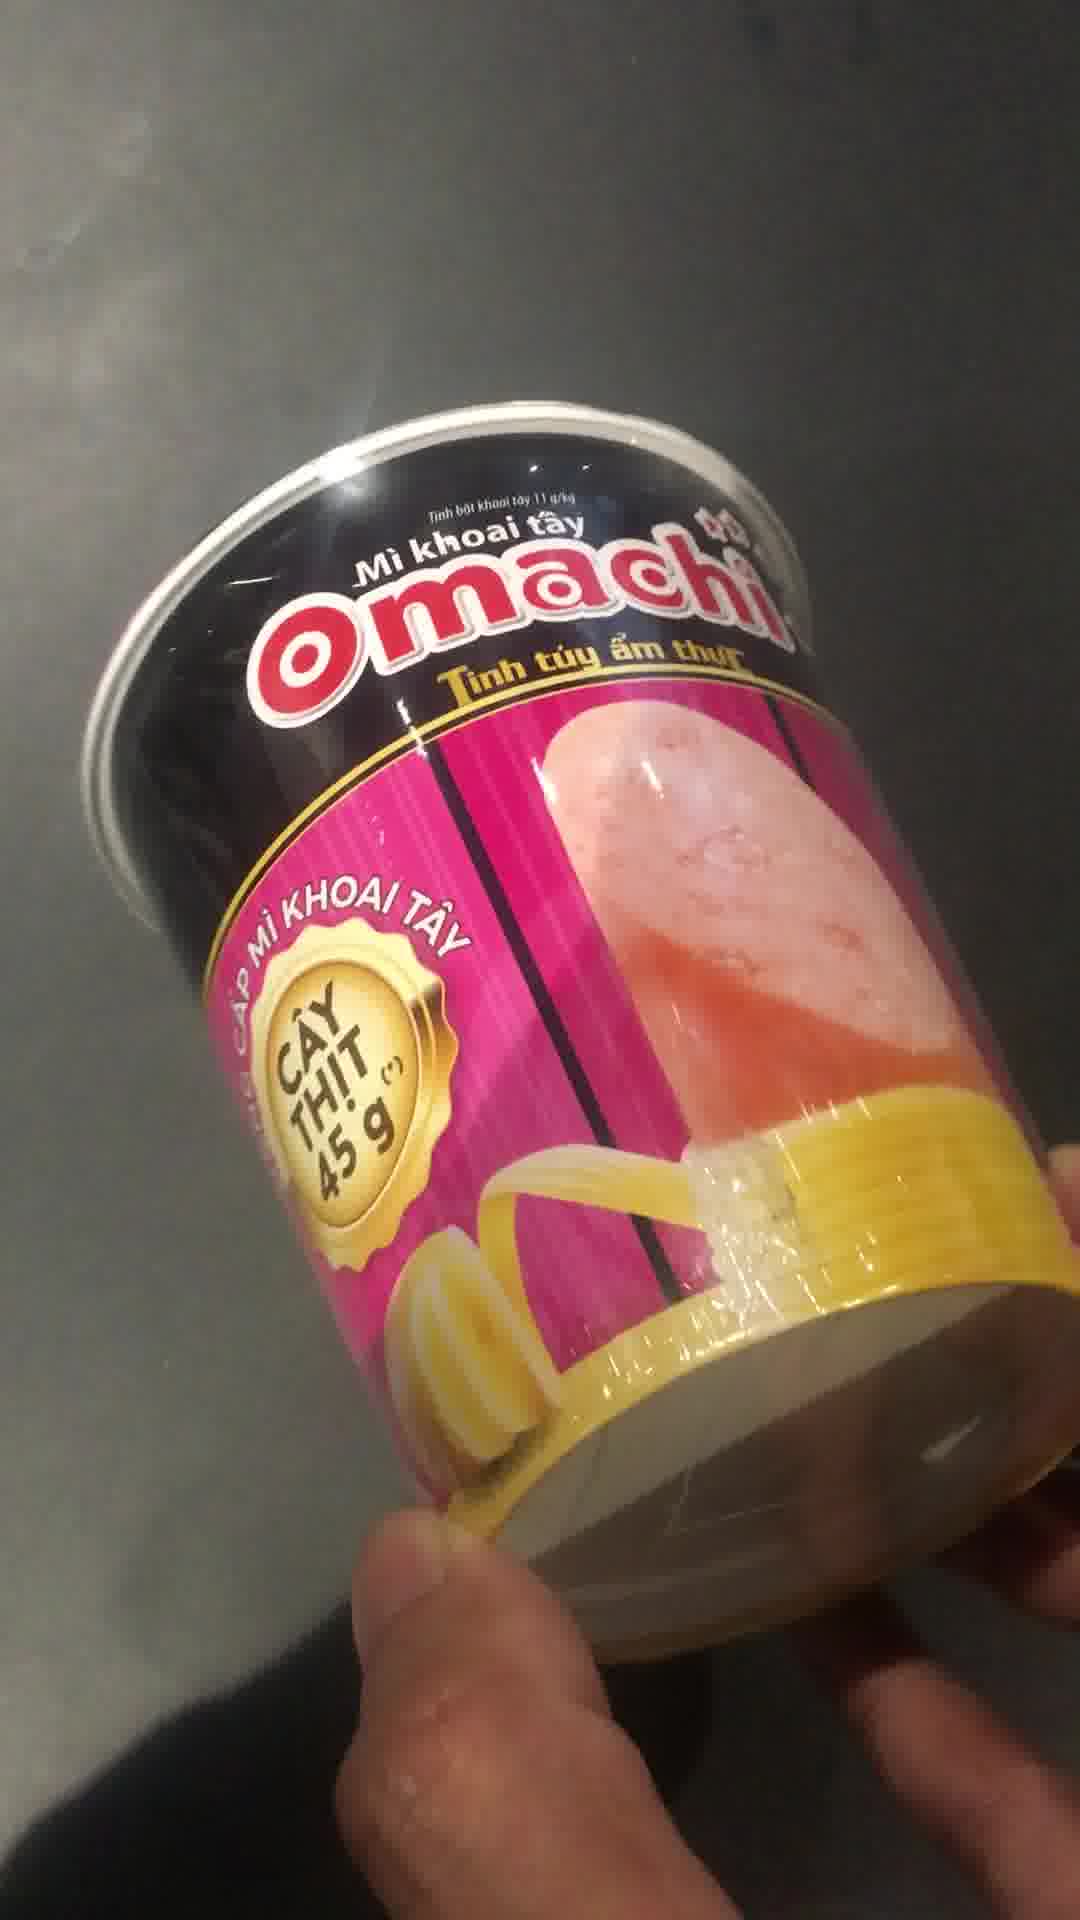 Tinh bột khoai tây 11 g/kg
Mì khoai tây
Omachi
Tinh túy ẩm thực
CẤP MÌ KHOAI TÂY
CÂY
THỊT
45 g (*)